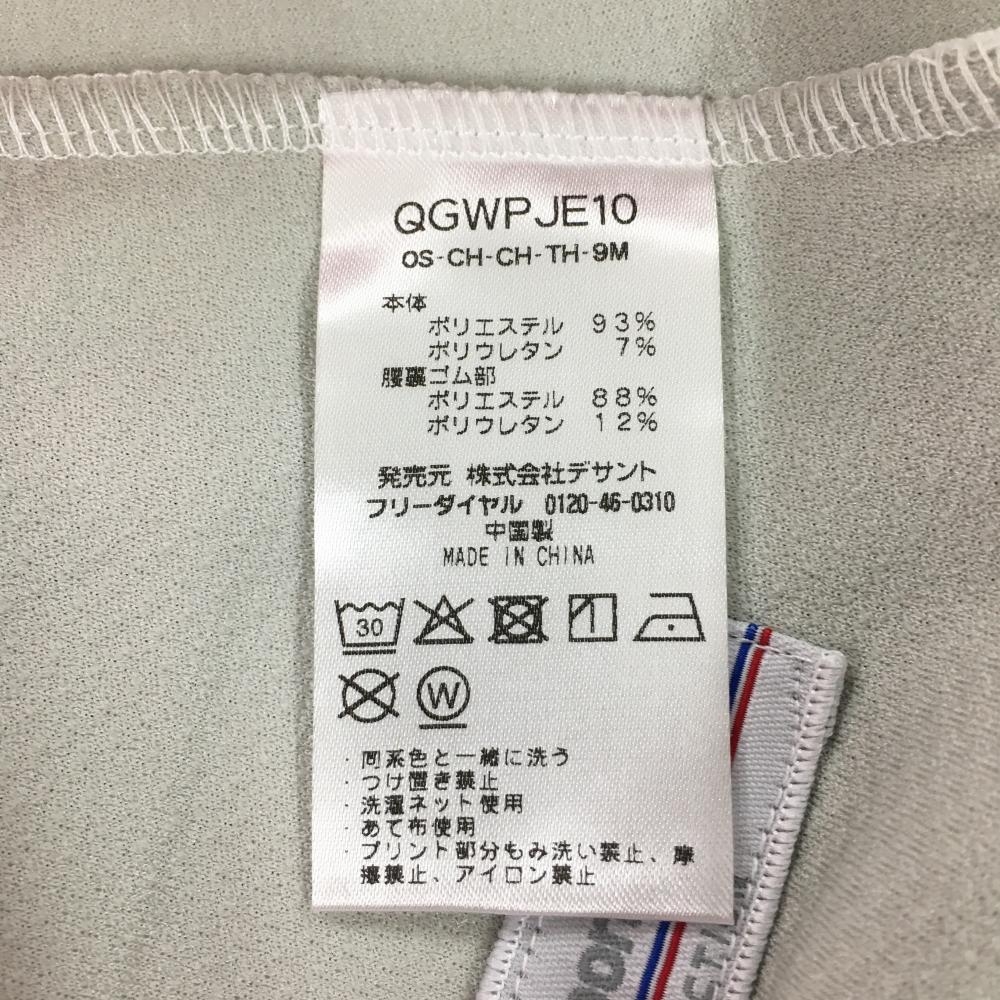 QGWPJE10
OS-CH-CH-TH-9M
本体
ポリエステル 93%
ポリウレタン 7%
腰裏ゴム部
ポリエステル 88%
ポリウレタン 12%
発売元 株式会社デサント
フリーダイヤル 0120-46-0310
中国製
MADE IN CHINA
30
W
・同系色と一緒に洗う
・つけ置き禁止
・洗濯ネット使用
・あて布使用
・プリント部分もみ洗い禁止、摩
擦禁止、アイロン禁止